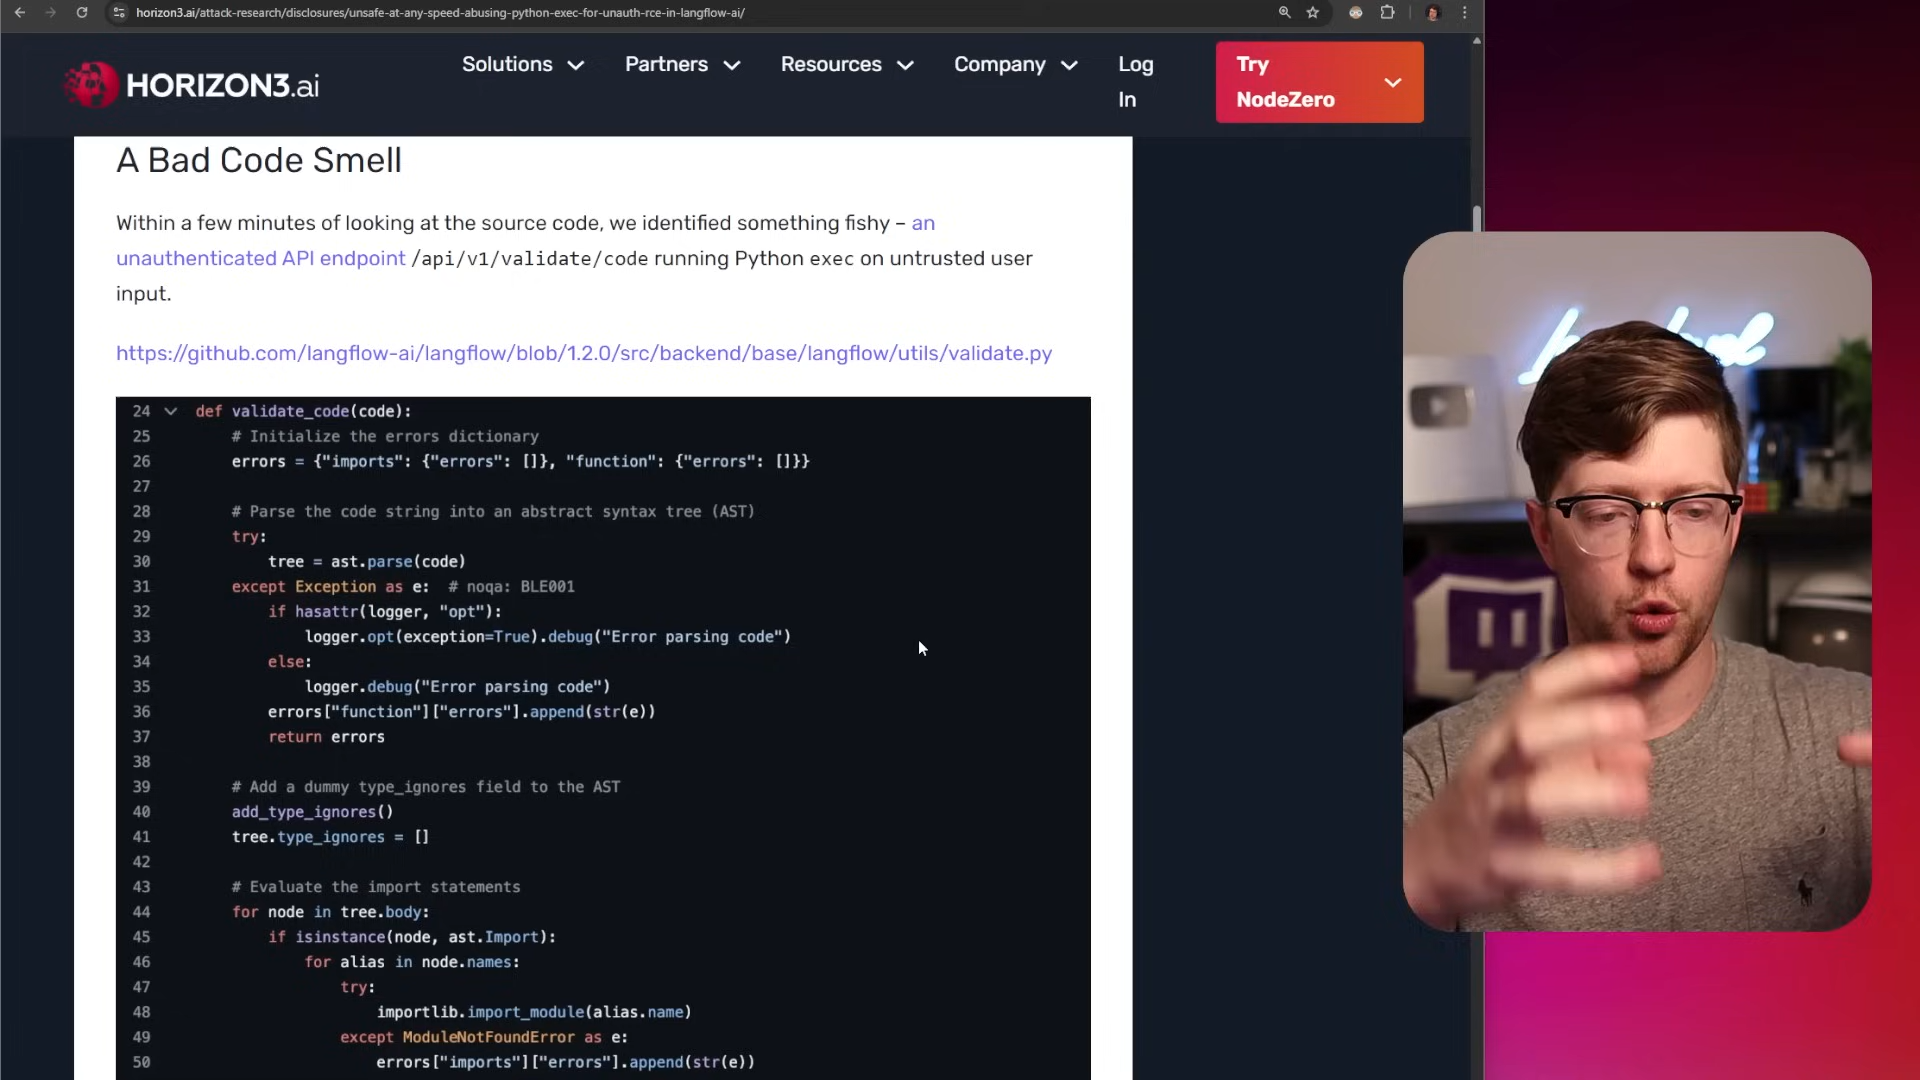 horizon3.ai/attack-research/disclosures/unsafe-at-any-speed-abusing-python-exec-for-unauth-rce-in-langflow-ai/
HORIZON3.ai
Solutions
Partners
Resources
Company
Log
In
Try
NodeZero
A Bad Code Smell
Within a few minutes of looking at the source code, we identified something fishy – an
unauthenticated API endpoint /api/v1/validate/code running Python exec on untrusted user
input.
https://github.com/langflow-ai/langflow/blob/1.2.0/src/backend/base/langflow/utils/validate.py
24 def validate_code(code):
25 # Initialize the errors dictionary
26 errors = {"imports": {"errors": []}, "function": {"errors": []}}
27
28 # Parse the code string into an abstract syntax tree (AST)
29 try:
30 tree = ast.parse(code)
31 except Exception as e: # noqa: BLE001
32 if hasattr(logger, "opt"):
33 logger.opt(exception=True).debug("Error parsing code")
34 else:
35 logger.debug("Error parsing code")
36 errors["function"]["errors"].append(str(e))
37 return errors
38
39 # Add a dummy type_ignores field to the AST
40 add_type_ignores()
41 tree.type_ignores = []
42
43 # Evaluate the import statements
44 for node in tree.body:
45 if isinstance(node, ast.Import):
46 for alias in node.names:
47 try:
48 importlib.import_module(alias.name)
49 except ModuleNotFoundError as e:
50 errors["imports"]["errors"].append(str(e))